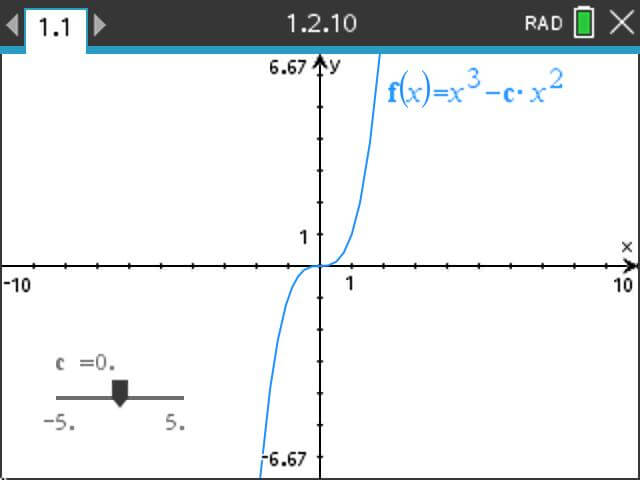 1.1 1.2.10 RAD
6.67 y
f(x)=x³−c·x²
1
x
-10 1 10
c =0.
-5. 5.
-6.67